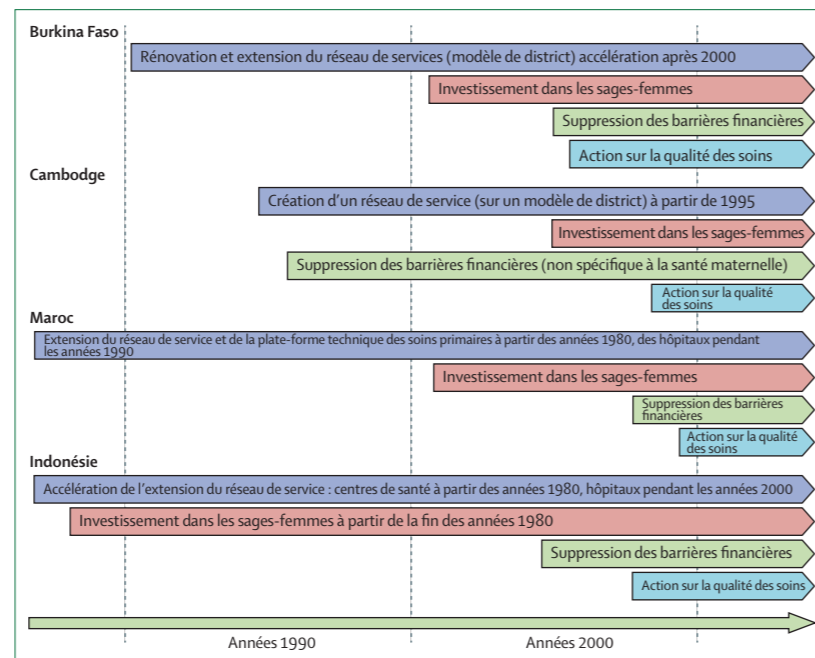 Burkina Faso
Rénovation et extension du réseau de services (modèle de district) accélération après 2000
Investissement dans les sages-femmes
Suppression des barrières financières
Action sur la qualité des soins
Cambodge
Création d'un réseau de service (sur un modèle de district) à partir de 1995
Investissement dans les sages-femmes
Suppression des barrières financières (non spécifique à la santé maternelle)
Action sur la qualité
des soins
Maroc
Extension du réseau de service et de la plate-forme technique des soins primaires à partir des années 1980, des hôpitaux pendant
les années 1990
Investissement dans les sages-femmes
Suppression des barrières
financières
Action sur la qualité
des soins
Indonésie
Accélération de l'extension du réseau de service : centres de santé à partir des années 1980, hôpitaux pendant les années 2000
Investissement dans les sages-femmes à partir de la fin des années 1980
Suppression des barrières financières
Action sur la qualité des soins
Années 1990
Années 2000